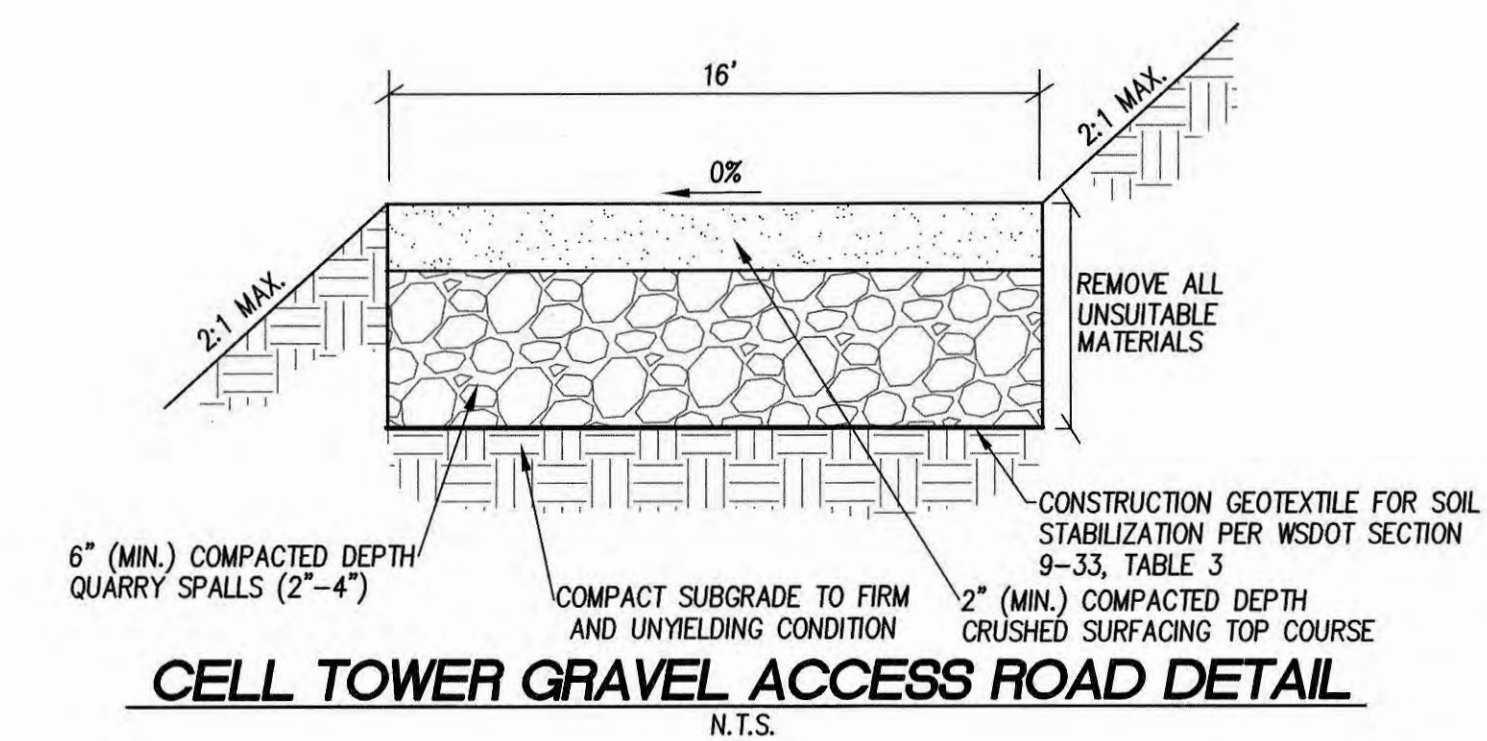 16'
2:1 MAX.
0%
2:1 MAX.
REMOVE ALL
UNSUITABLE
MATERIALS
6" (MIN.) COMPACTED DEPTH
QUARRY SPALLS (2"-4")
COMPACT SUBGRADE TO FIRM
AND UNYIELDING CONDITION
CONSTRUCTION GEOTEXTILE FOR SOIL
STABILIZATION PER WSDOT SECTION
9-33, TABLE 3
2" (MIN.) COMPACTED DEPTH
CRUSHED SURFACING TOP COURSE
CELL TOWER GRAVEL ACCESS ROAD DETAIL
N.T.S.